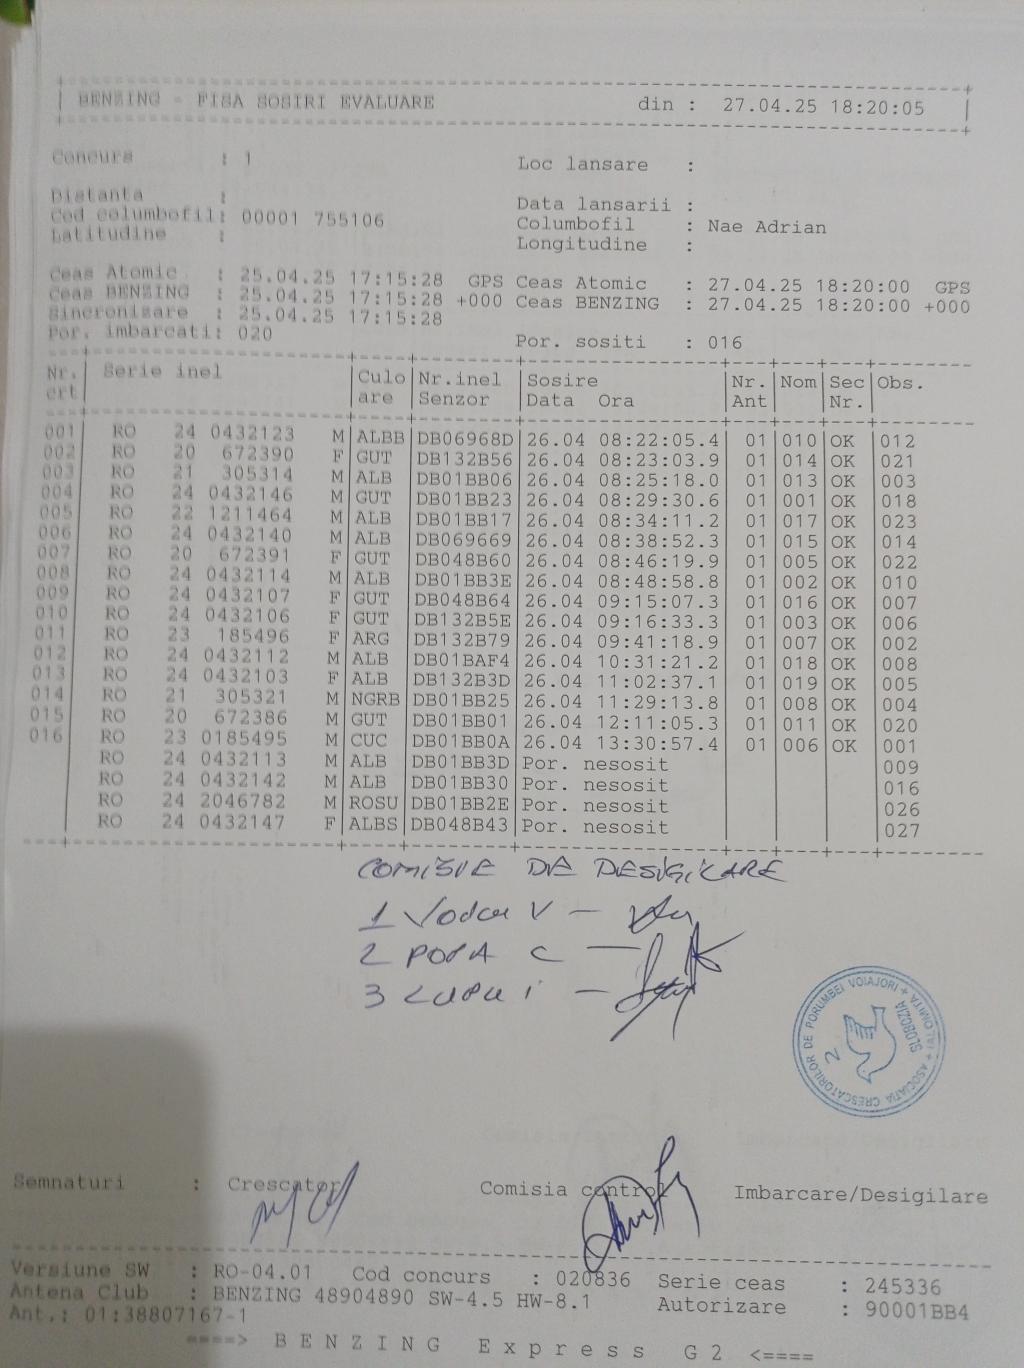 BENZING - FISA SOSIRI EVALUARE din : 27.04.25 18:20:05
Concurs : 1 Loc lansare :
Distanta : Data lansarii :
Cod columbofil: 00001 755106 Columbofil : Nae Adrian
Latitudine : Longitudine :
Ceas Atomic : 25.04.25 17:15:28 GPS Ceas Atomic : 27.04.25 18:20:00 GPS
Ceas BENZING : 25.04.25 17:15:28 +000 Ceas BENZING : 27.04.25 18:20:00 +000
Sincronizare : 25.04.25 17:15:28
Por. imbarcati: 020 Por. sositi : 016
Nr. Serie inel Culo Nr.inel Sosire Nr. Nom Sec Obs.
crt are Senzor Data Ora Ant Nr.
001 RO 24 0432123 M ALBB DB06968D 26.04 08:22:05.4 01 010 OK 012
002 RO 20 672390 F GUT DB132B56 26.04 08:23:03.9 01 014 OK 021
003 RO 21 305314 M ALB DB01BB06 26.04 08:25:18.0 01 013 OK 003
004 RO 24 0432146 M GUT DB01BB23 26.04 08:29:30.6 01 001 OK 018
005 RO 22 1211464 M ALB DB01BB17 26.04 08:34:11.2 01 017 OK 023
006 RO 24 0432140 M ALB DB069669 26.04 08:38:52.3 01 015 OK 014
007 RO 20 672391 F GUT DB048B60 26.04 08:46:19.9 01 005 OK 022
008 RO 24 0432114 M ALB DB01BB3E 26.04 08:48:58.8 01 002 OK 010
009 RO 24 0432107 F GUT DB048B64 26.04 09:15:07.3 01 016 OK 007
010 RO 24 0432106 F GUT DB132B5E 26.04 09:16:33.3 01 003 OK 006
011 RO 23 185496 F ARG DB132B79 26.04 09:41:18.9 01 007 OK 002
012 RO 24 0432112 M ALB DB01BAF4 26.04 10:31:21.2 01 018 OK 008
013 RO 24 0432103 F ALB DB132B3D 26.04 11:02:37.1 01 019 OK 005
014 RO 21 305321 M NGRB DB01BB25 26.04 11:29:13.8 01 008 OK 004
015 RO 20 672386 M GUT DB01BB01 26.04 12:11:05.3 01 011 OK 020
016 RO 23 0185495 M CUC DB01BB0A 26.04 13:30:57.4 01 006 OK 001
RO 24 0432113 M ALB DB01BB3D Por. nesosit 009
RO 24 0432142 M ALB DB01BB30 Por. nesosit 016
RO 24 2046782 M ROSU DB01BB2E Por. nesosit 026
RO 24 0432147 F ALBS DB048B43 Por. nesosit 027
COMISIE DE DESIGILARE
1 Vodca V -
2 POPA C -
3 LUPU I -
ASOCIATIA CRESCATORILOR DE PORUMBEI VOIAJORI + IALOMITA +
SLOBOZIA
2
Semnaturi : Crescator Comisia control Imbarcare/Desigilare
Versiune SW : RO-04.01 Cod concurs : 020836 Serie ceas : 245336
Antena Club : BENZING 48904890 SW-4.5 HW-8.1 Autorizare : 90001BB4
Ant.: 01:38807167-1
====> BENZING Express G2 <====